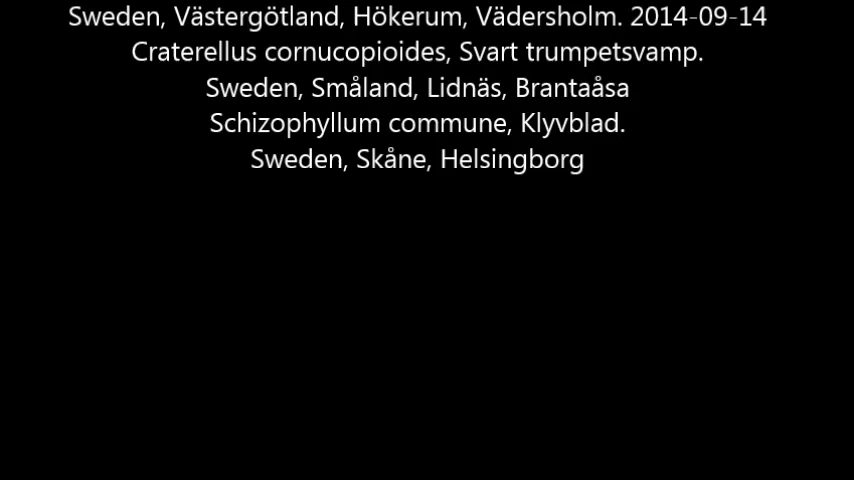 Sweden, Västergötland, Hökerum, Vädersholm. 2014-09-14
Craterellus cornucopioides, Svart trumpetsvamp.
Sweden, Småland, Lidnäs, Brantaåsa
Schizophyllum commune, Klyvblad.
Sweden, Skåne, Helsingborg